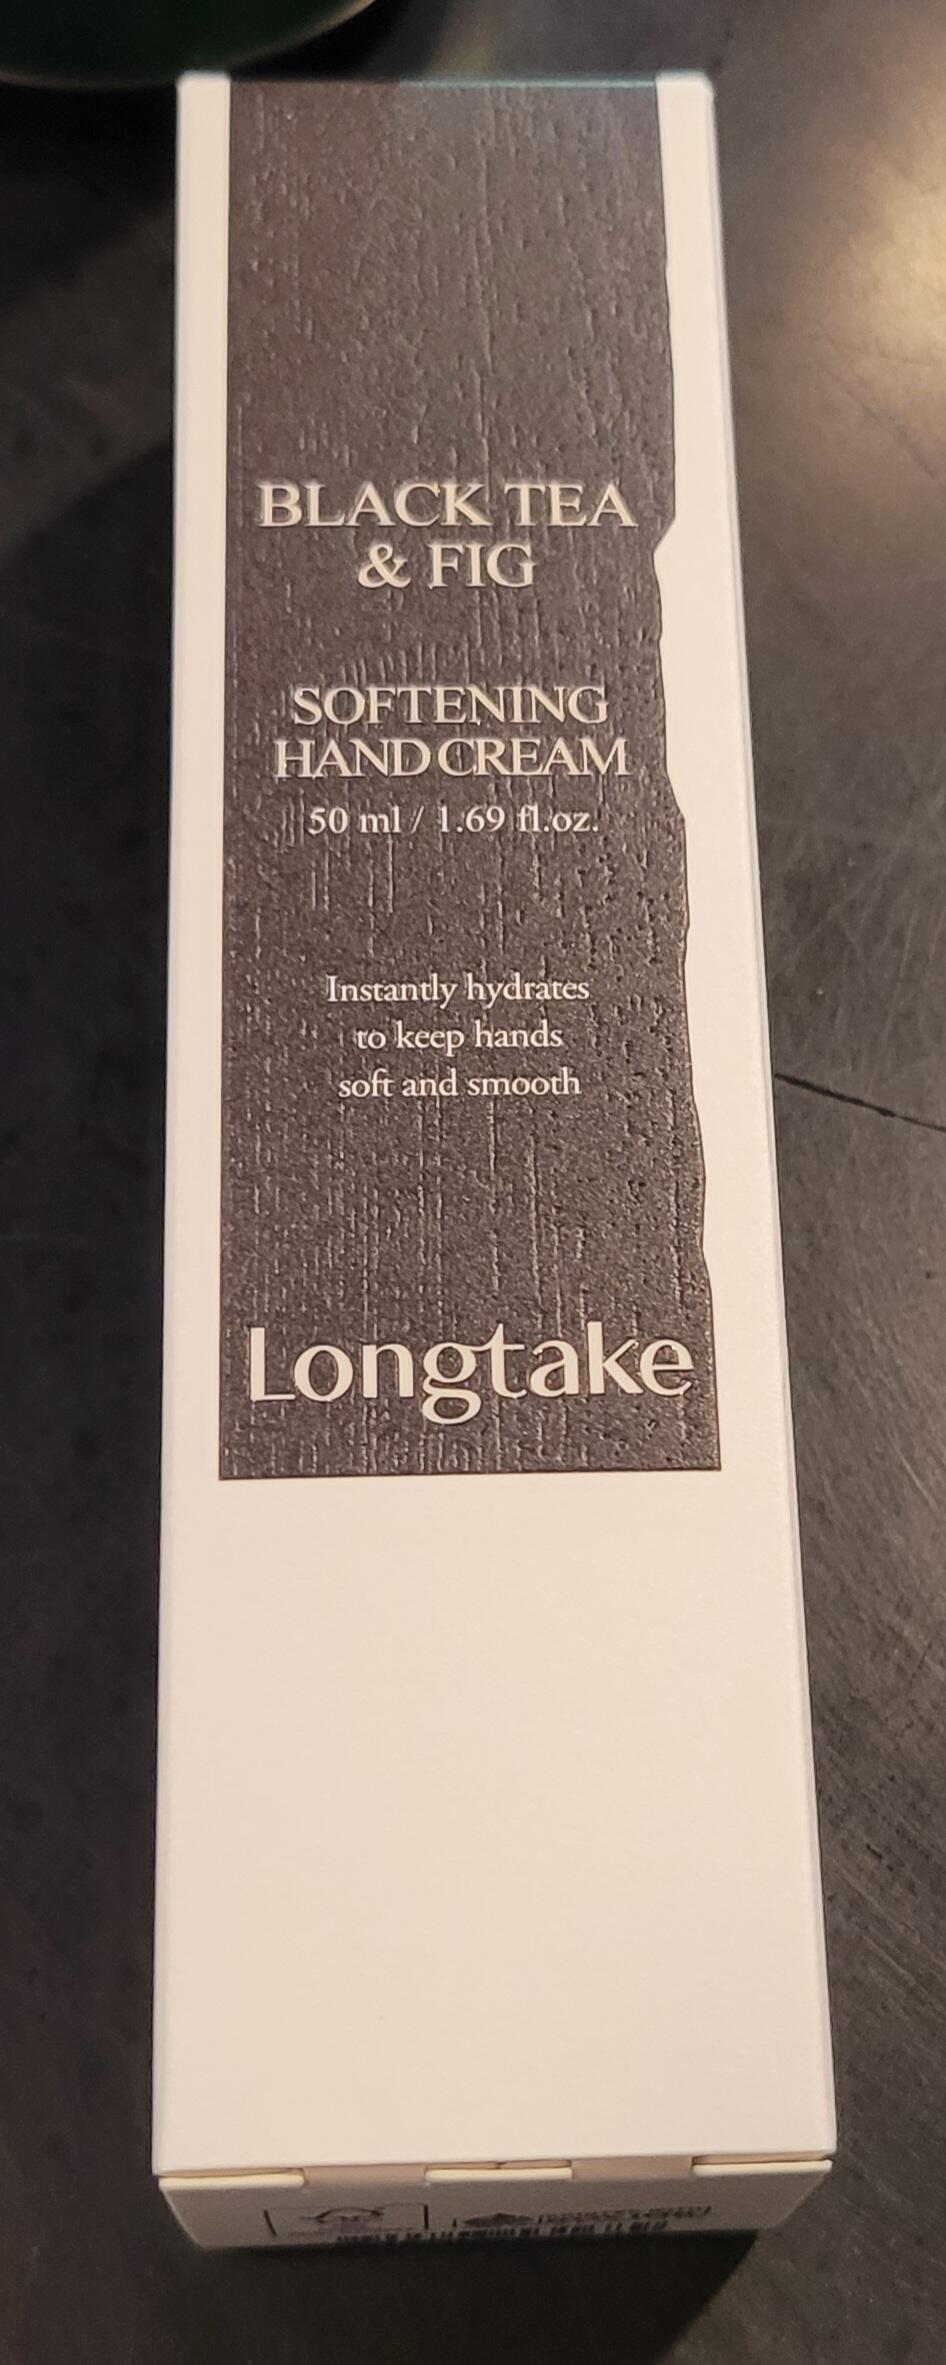 BLACK TEA
& FIG
SOFTENING
HAND CREAM
50 ml / 1.69 fl.oz.
Instantly hydrates
to keep hands
soft and smooth
Longtake